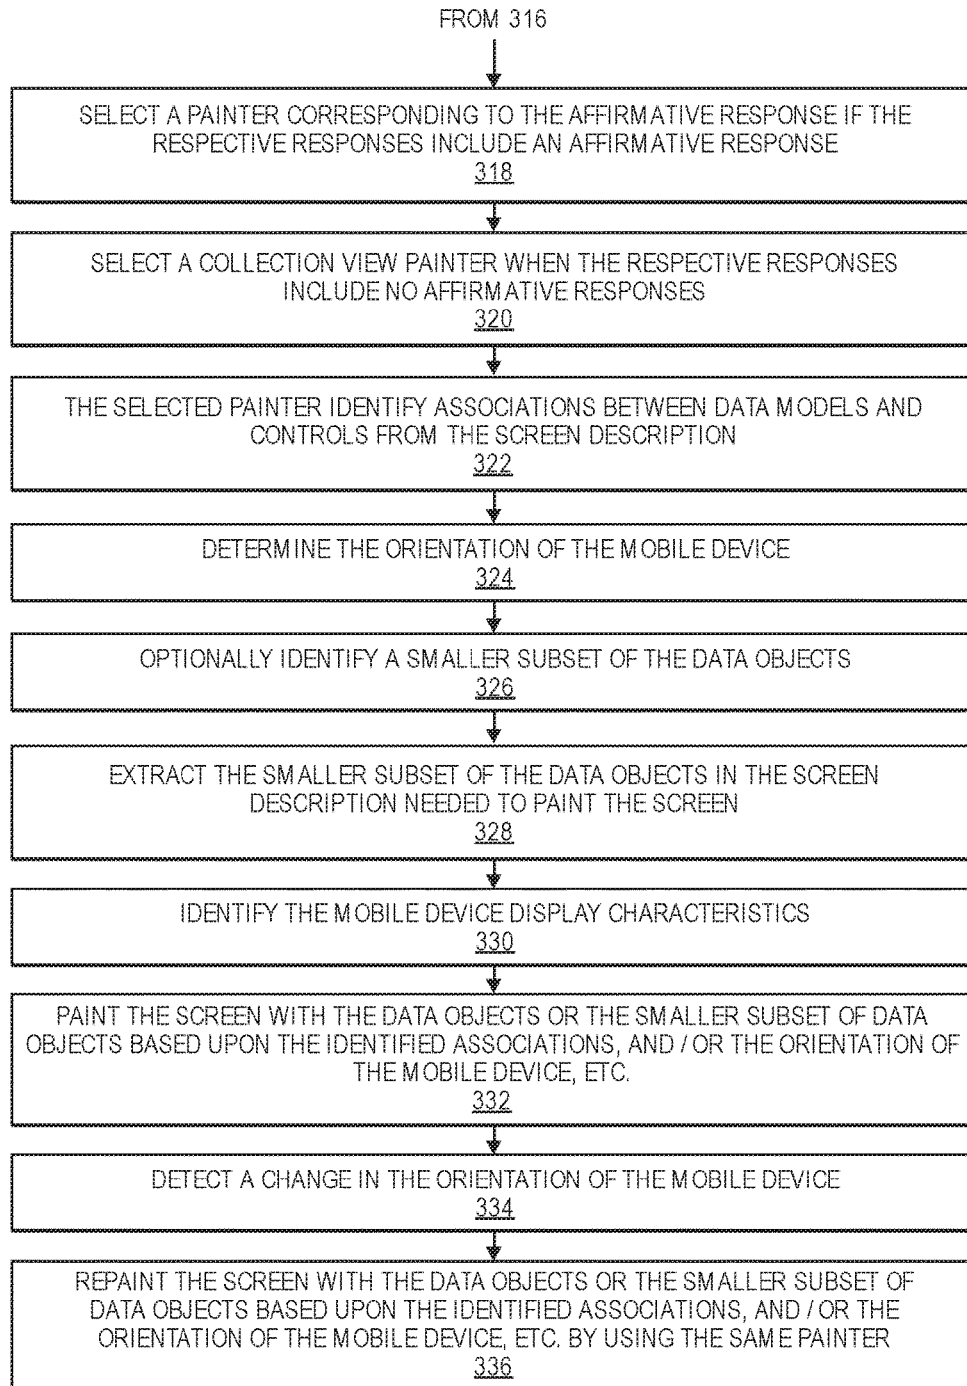 FROM 316
SELECT A PAINTER CORRESPONDING TO THE AFFIRMATIVE RESPONSE IF THE
RESPECTIVE RESPONSES INCLUDE AN AFFIRMATIVE RESPONSE
318
SELECT A COLLECTION VIEW PAINTER WHEN THE RESPECTIVE RESPONSES
INCLUDE NO AFFIRMATIVE RESPONSES
320
THE SELECTED PAINTER IDENTIFY ASSOCIATIONS BETWEEN DATA MODELS AND
CONTROLS FROM THE SCREEN DESCRIPTION
322
DETERMINE THE ORIENTATION OF THE MOBILE DEVICE
324
OPTIONALLY IDENTIFY A SMALLER SUBSET OF THE DATA OBJECTS
326
EXTRACT THE SMALLER SUBSET OF THE DATA OBJECTS IN THE SCREEN
DESCRIPTION NEEDED TO PAINT THE SCREEN
328
IDENTIFY THE MOBILE DEVICE DISPLAY CHARACTERISTICS
330
PAINT THE SCREEN WITH THE DATA OBJECTS OR THE SMALLER SUBSET OF DATA
OBJECTS BASED UPON THE IDENTIFIED ASSOCIATIONS, AND / OR THE ORIENTATION OF
THE MOBILE DEVICE, ETC.
332
DETECT A CHANGE IN THE ORIENTATION OF THE MOBILE DEVICE
334
REPAINT THE SCREEN WITH THE DATA OBJECTS OR THE SMALLER SUBSET OF
DATA OBJECTS BASED UPON THE IDENTIFIED ASSOCIATIONS, AND / OR THE
ORIENTATION OF THE MOBILE DEVICE, ETC. BY USING THE SAME PAINTER
336